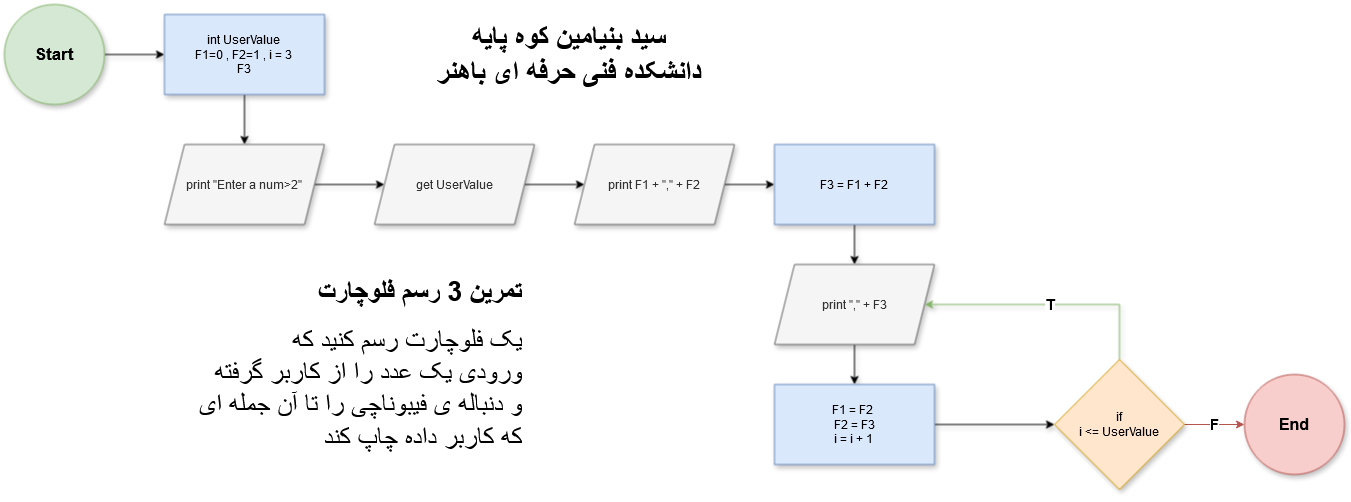 Start
int UserValue
F1=0 , F2=1 , i = 3
F3
سید بنیامین کوه پایه
دانشکده فنی حرفه ای باهنر
print "Enter a num>2"
get UserValue
print F1 + "," + F2
F3 = F1 + F2
print "," + F3
T
F1 = F2
F2 = F3
i = i + 1
if
i <= UserValue
F
End
تمرین 3 رسم فلوچارت
یک فلوچارت رسم کنید که
ورودی یک عدد را از کاربر گرفته
و دنباله ی فیبوناچی را تا آن جمله ای
که کاربر داده چاپ کند